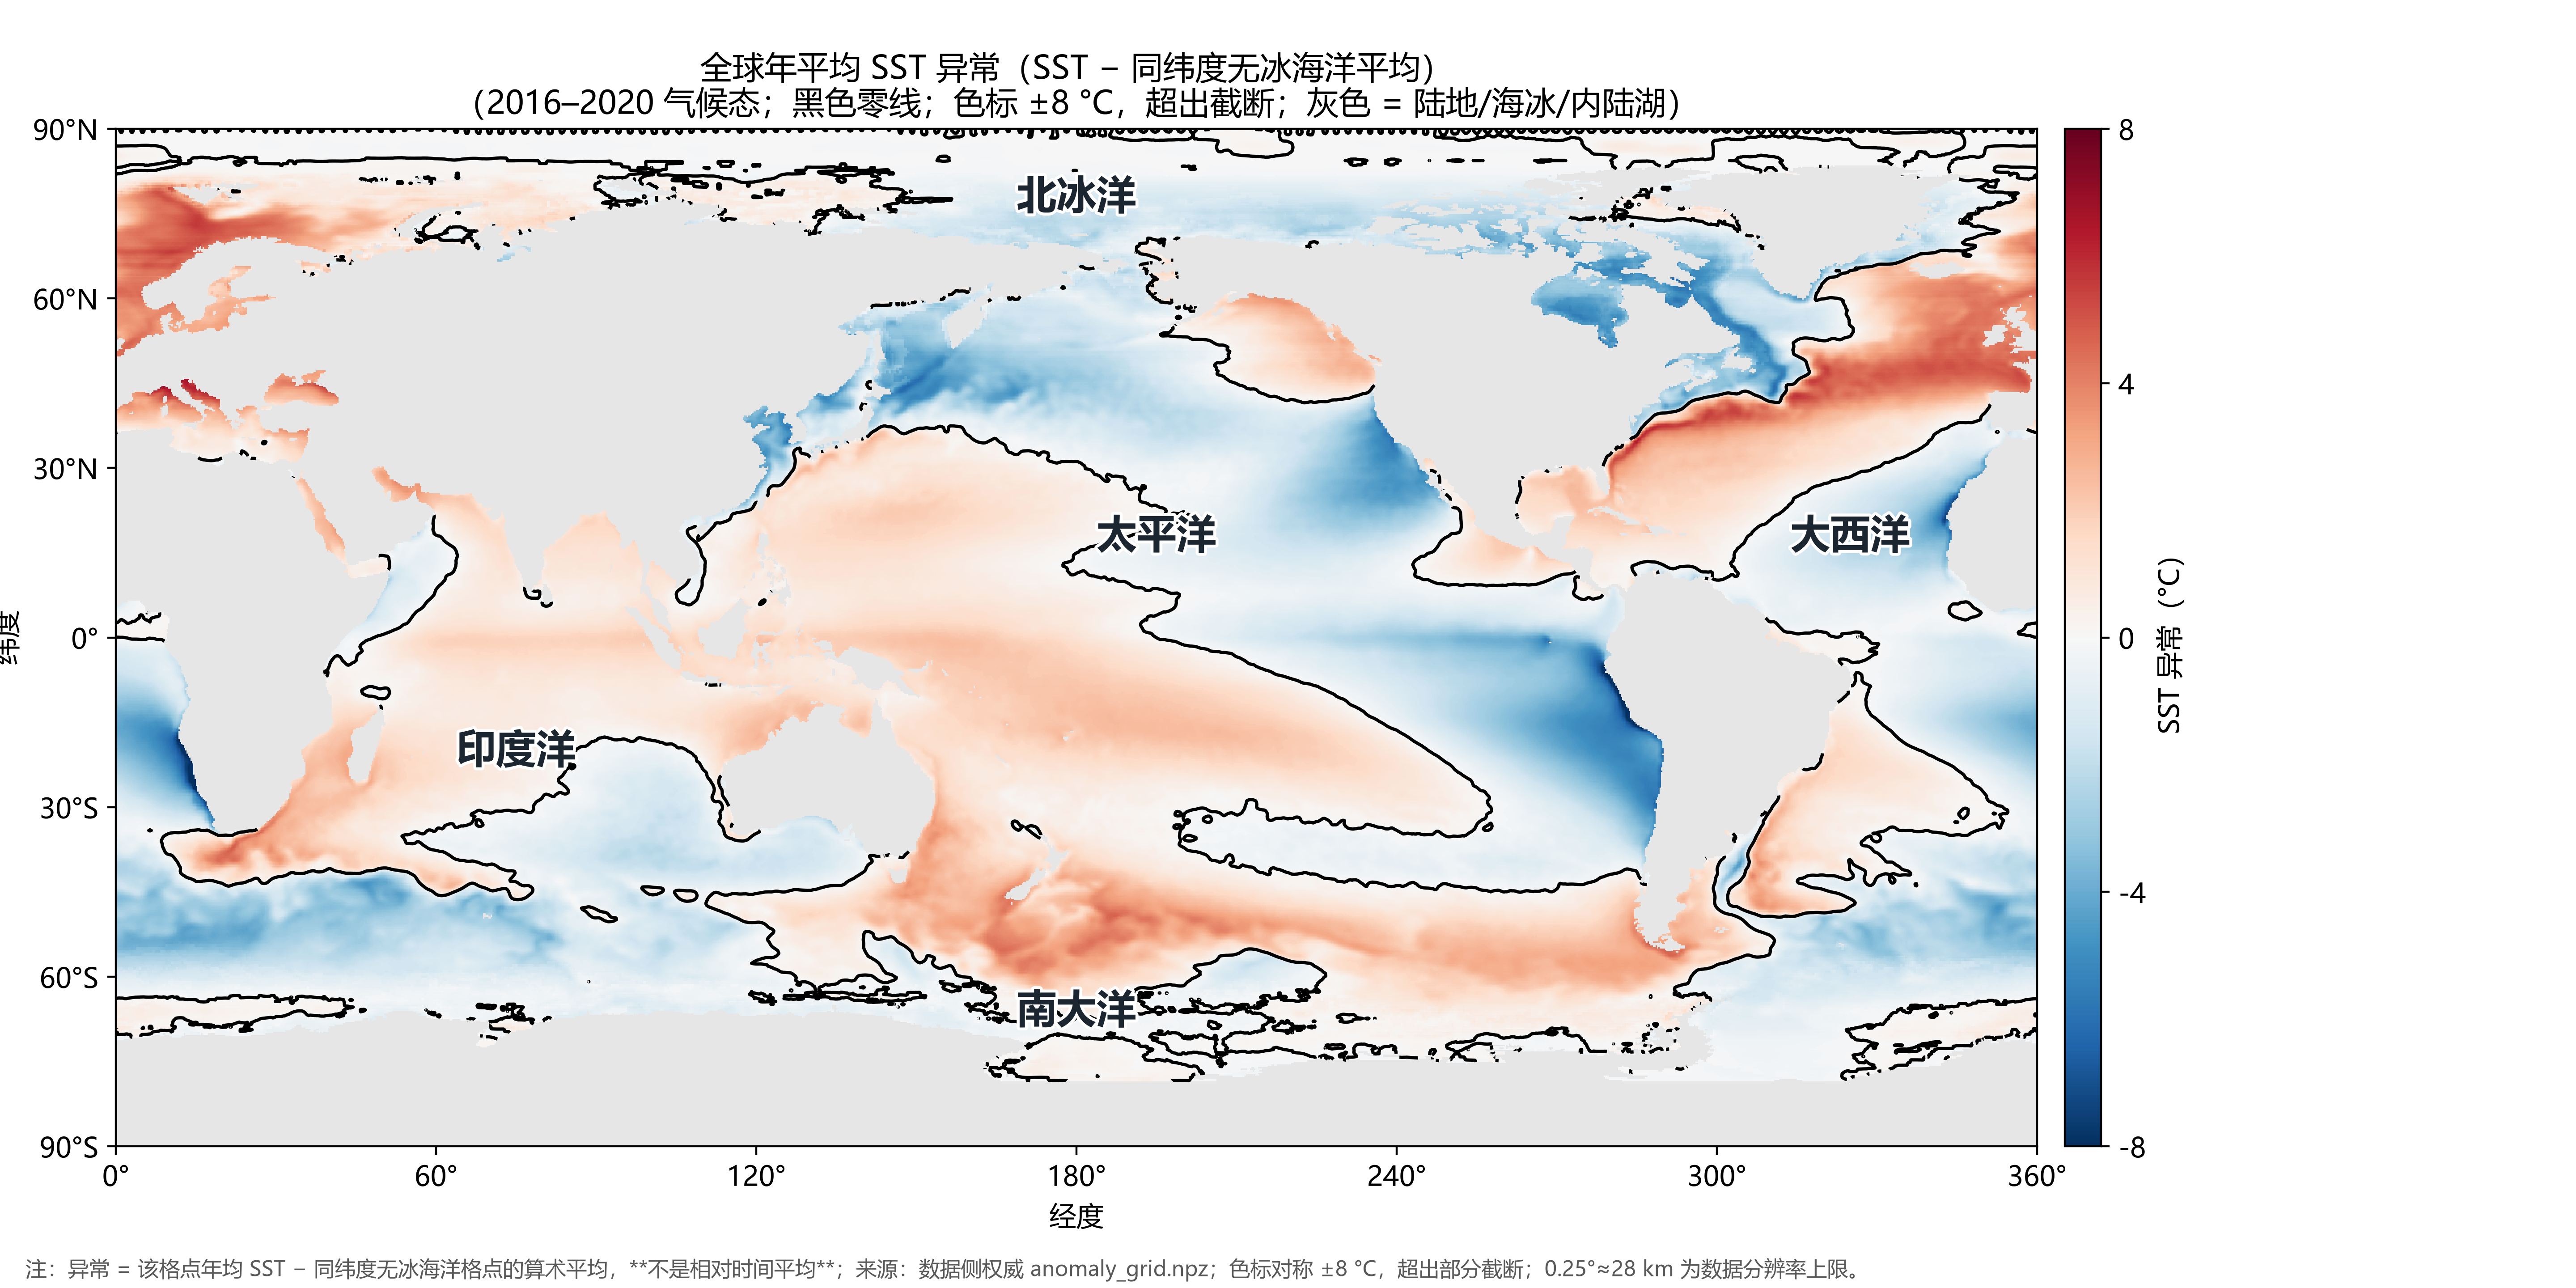 全球年平均 SST 异常（SST − 同纬度无冰海洋平均）
（2016–2020 气候态；黑色零线；色标 ±8 °C，超出截断；灰色 = 陆地/海冰/内陆湖）
90°N
60°N
30°N
0°
30°S
60°S
90°S
纬度
北冰洋
太平洋
大西洋
印度洋
南大洋
0°
60°
120°
180°
240°
300°
360°
经度
8
4
0
-4
-8
SST 异常（°C）
注：异常 = 该格点年均 SST − 同纬度无冰海洋格点的算术平均，**不是相对时间平均**；来源：数据侧权威 anomaly_grid.npz；色标对称 ±8 °C，超出部分截断；0.25°≈28 km 为数据分辨率上限。